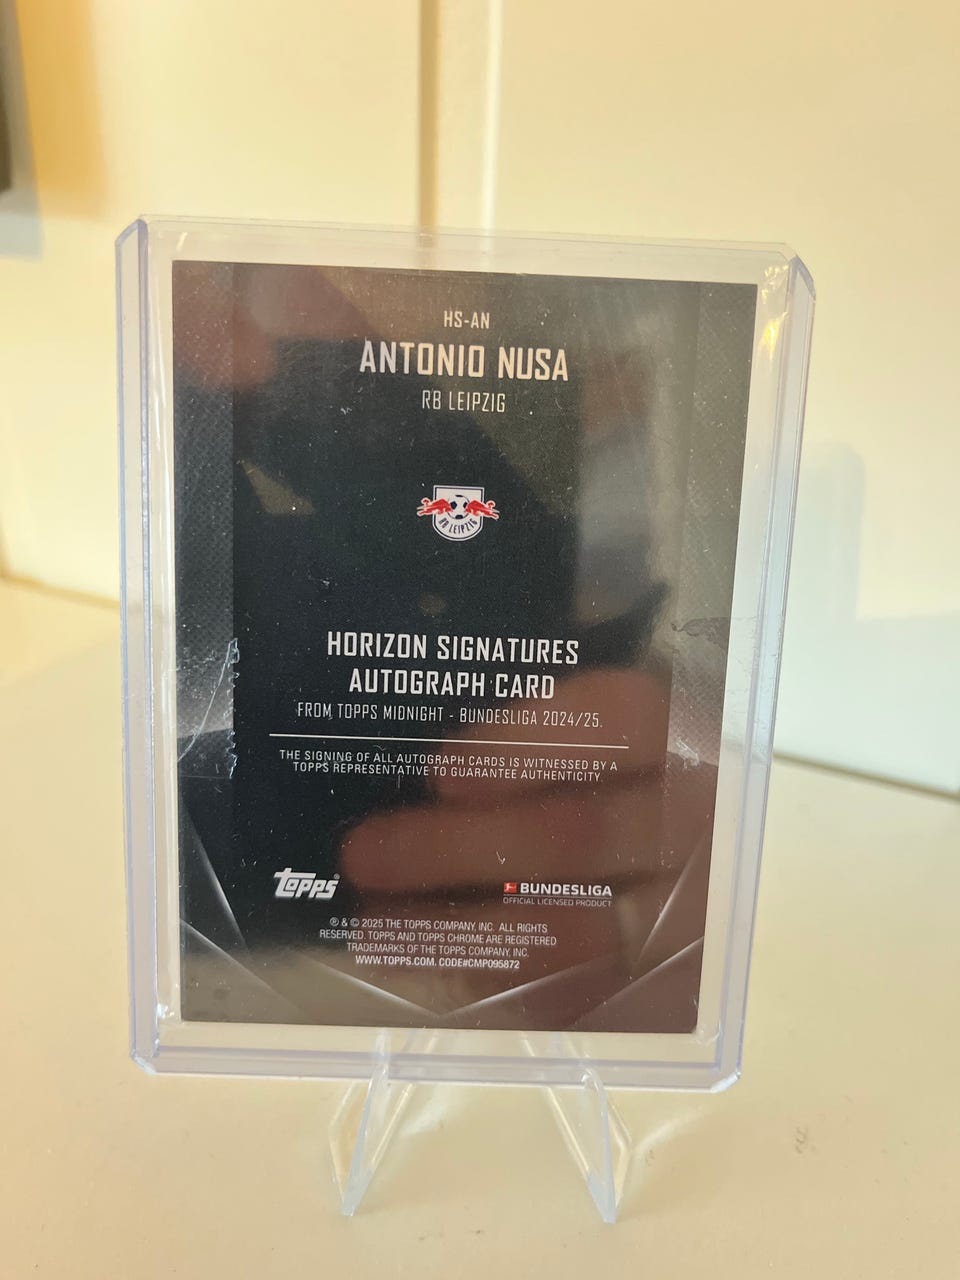 HS-AN
ANTONIO NUSA
RB LEIPZIG
RB LEIPZIG
HORIZON SIGNATURES
AUTOGRAPH CARD
FROM TOPPS MIDNIGHT - BUNDESLIGA 2024/25.
THE SIGNING OF ALL AUTOGRAPH CARDS IS WITNESSED BY A
TOPPS REPRESENTATIVE TO GUARANTEE AUTHENTICITY.
topps®
BUNDESLIGA
OFFICIAL LICENSED PRODUCT
® & © 2025 THE TOPPS COMPANY, INC. ALL RIGHTS
RESERVED. TOPPS AND TOPPS CHROME ARE REGISTERED
TRADEMARKS OF THE TOPPS COMPANY, INC.
WWW.TOPPS.COM. CODE#CMP095872